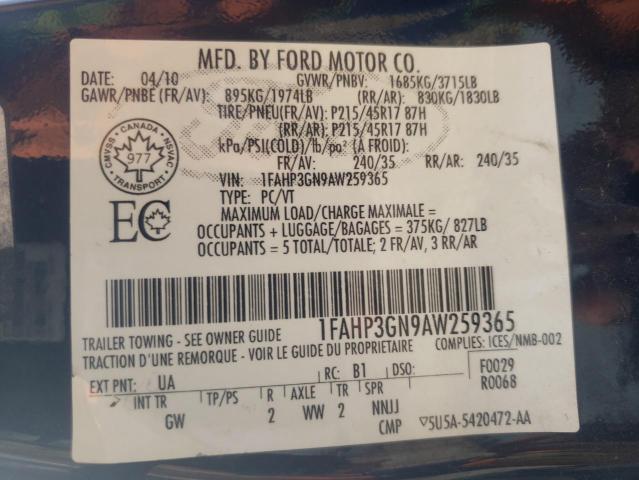 MFD. BY FORD MOTOR CO.
DATE: 04/10 GVWR/PNBV: 1685KG/3715LB
GAWR/PNBE (FR/AV): 895KG/1974LB (RR/AR): 830KG/1830LB
TIRE/PNEU(FR/AV): P215/45R17 87H
(RR/AR): P215/45R17 87H
kPa/PSI(COLD)/lb/po² (A FROID):
FR/AV: 240/35 RR/AR: 240/35
VIN: 1FAHP3GN9AW259365
TYPE: PC/VT
MAXIMUM LOAD/CHARGE MAXIMALE =
OCCUPANTS + LUGGAGE/BAGAGES = 375KG/ 827LB
OCCUPANTS = 5 TOTAL/TOTALE; 2 FR/AV, 3 RR/AR
CMVSS CANADA NSVAC
977
TRANSPORT
EC
1FAHP3GN9AW259365
TRAILER TOWING - SEE OWNER GUIDE COMPLIES: ICES/NMB-002
TRACTION D'UNE REMORQUE - VOIR LE GUIDE DU PROPRIETAIRE
EXT PNT: UA RC: B1 DSO: F0029
R0068
INT TR TP/PS R AXLE TR SPR
GW 2 WW 2 NNJJ
CMP 5U5A-5420472-AA